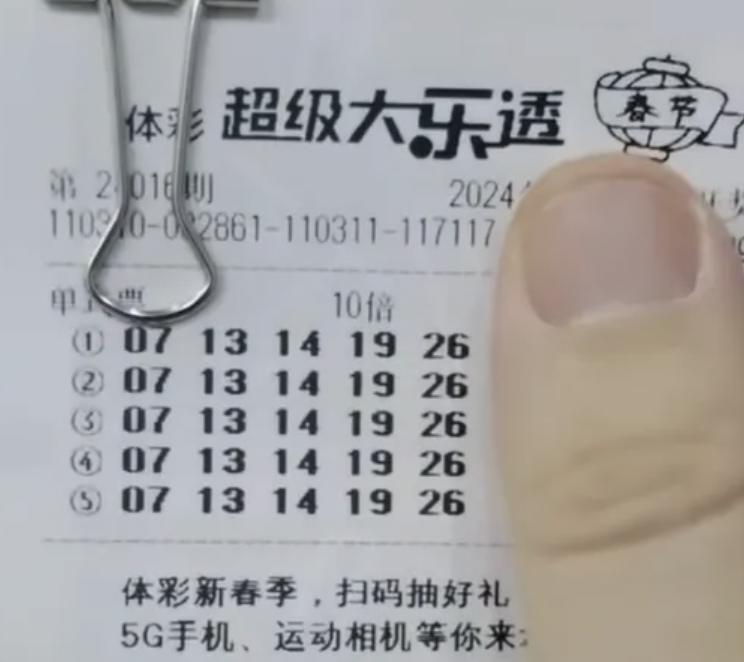 体彩 超级大乐透
春节
第 24016期 2024
110310-022861-110311-117117
单式票 10倍
① 07 13 14 19 26
② 07 13 14 19 26
③ 07 13 14 19 26
④ 07 13 14 19 26
⑤ 07 13 14 19 26
体彩新春季，扫码抽好礼
5G手机、运动相机等你来